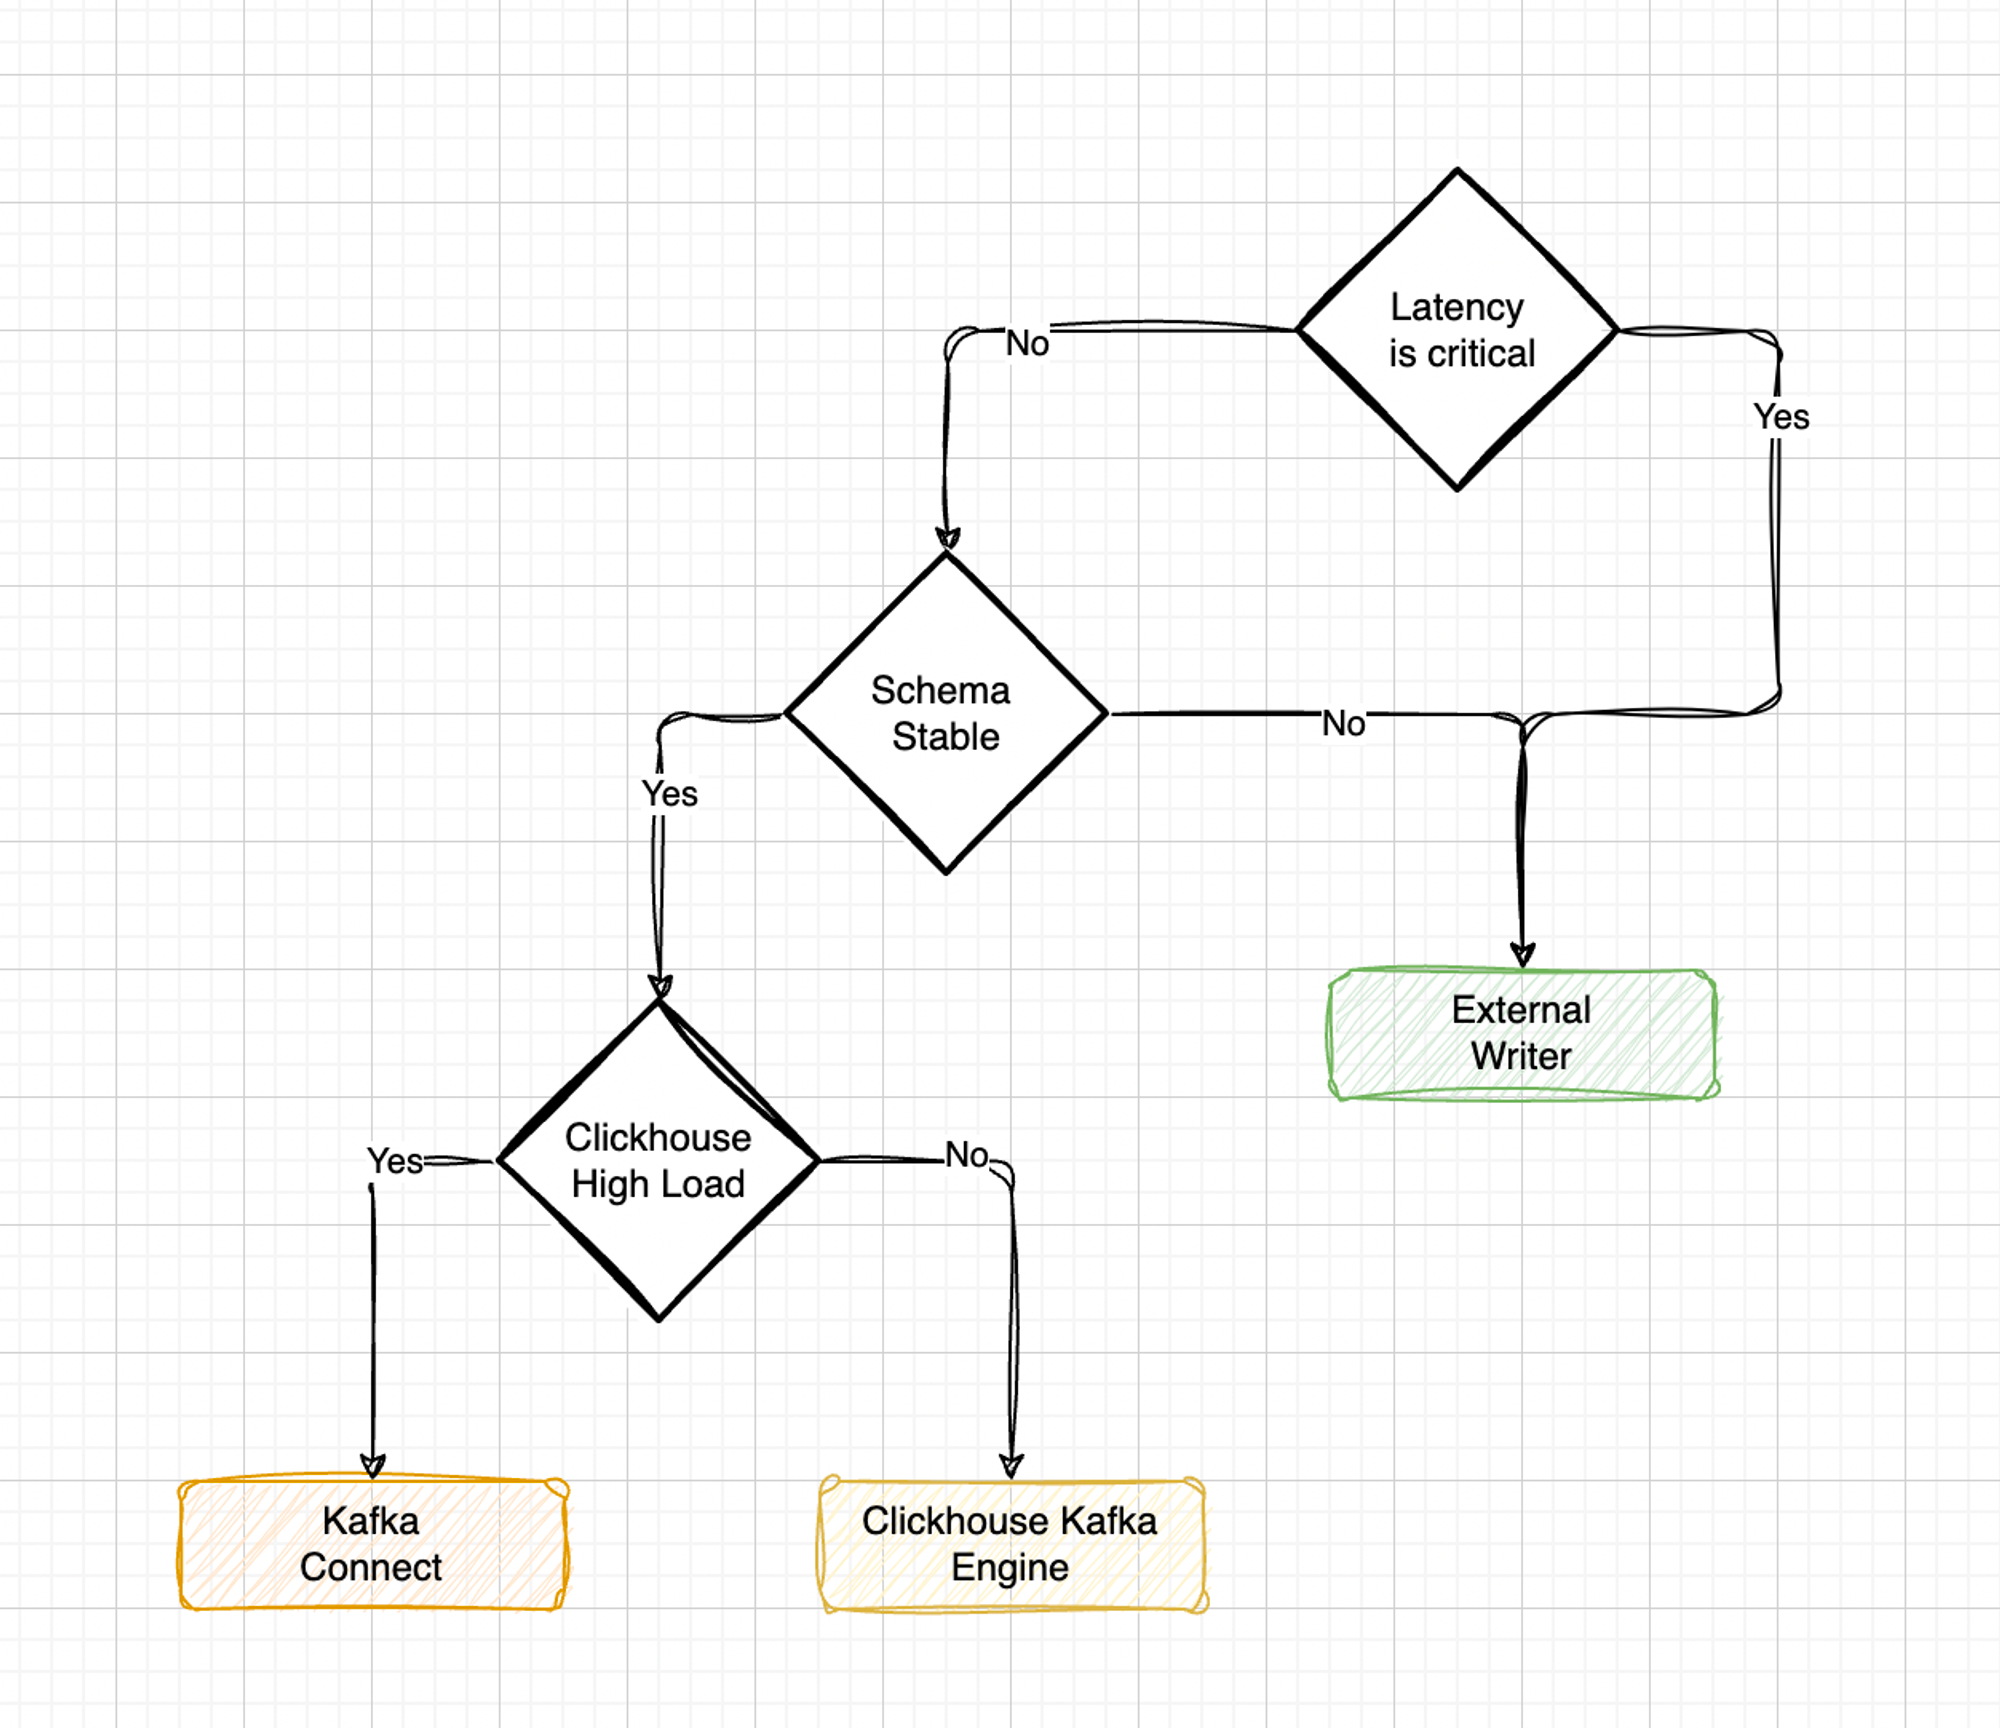 Latency
is critical
No
Yes
Schema
Stable
No
Yes
External
Writer
Clickhouse
High Load
Yes
No
Kafka
Connect
Clickhouse Kafka
Engine